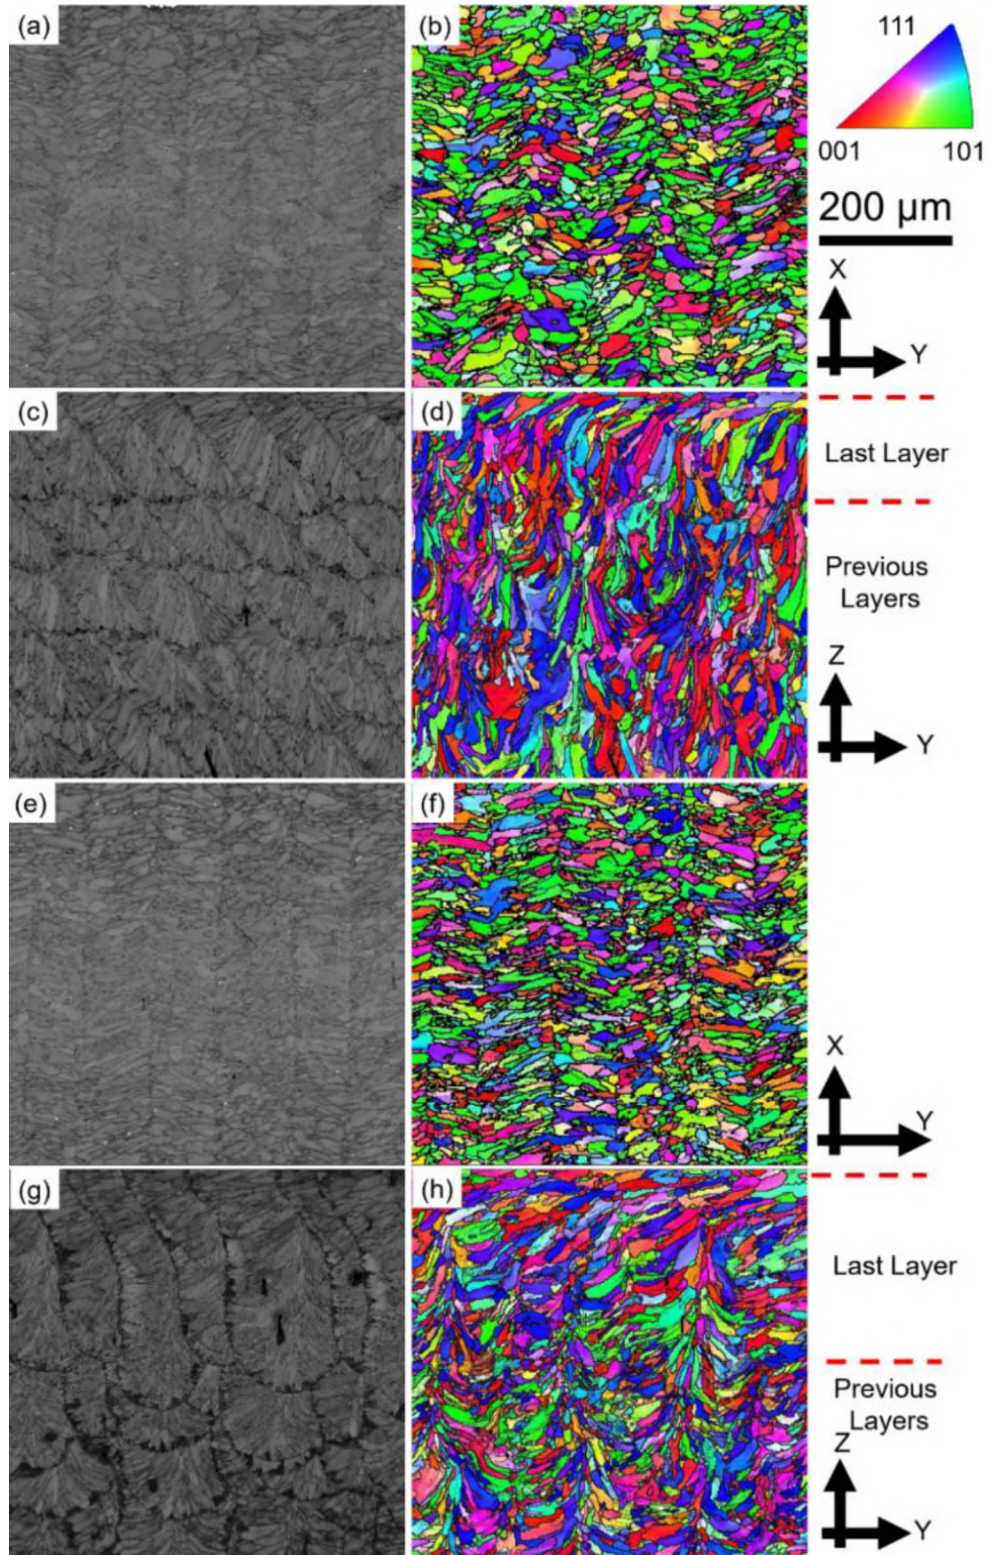 (a)
(b)
111
001
101
200 μm
X
Y
(c)
(d)
Last Layer
Previous
Layers
Z
Y
(e)
(f)
X
Y
(g)
(h)
Last Layer
Previous
Layers
Z
Y